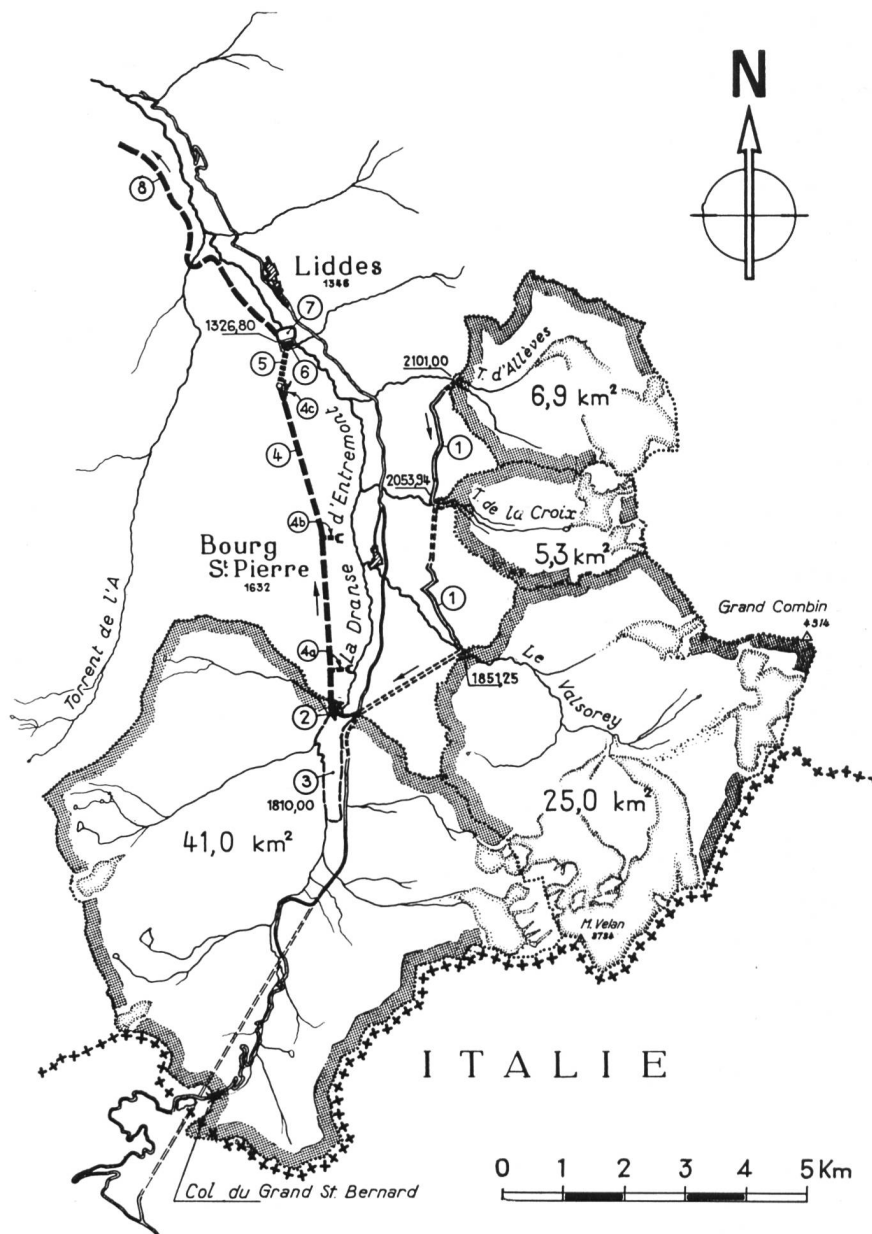 N
8
Liddes
1346
7
1326,80
5
6
2101,00
T. d'Allèves
6,9 km²
4c
4
1
d'Entremont
2053,94
T. de la Croix
4b
5,3 km²
Bourg
St. Pierre
1632
1
Torrent de l'A
La Dranse
Grand Combin
4314
4a
Le
Valsorey
1851,25
2
3
1810,00
25,0 km²
41,0 km²
M. Velan
3734
ITALIE
0 1 2 3 4 5 Km
Col du Grand St. Bernard